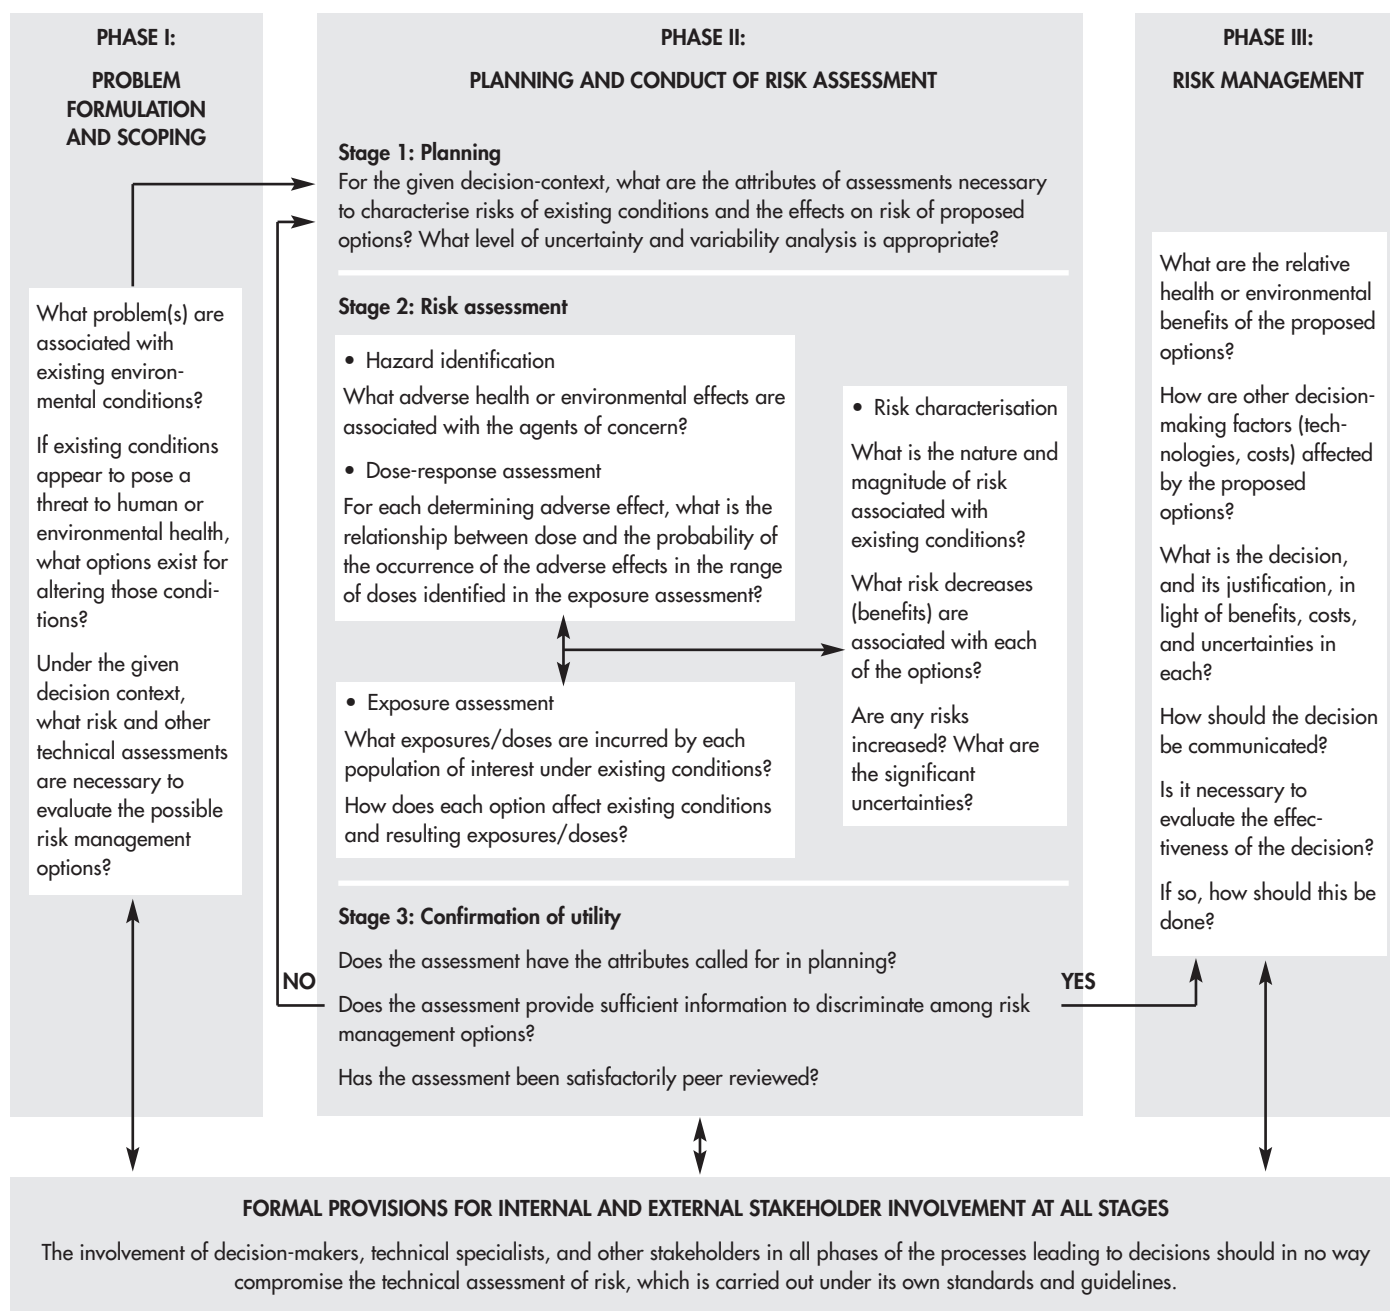 PHASE I:
PROBLEM
FORMULATION
AND SCOPING
What problem(s) are
associated with
existing environ-
mental conditions?
If existing conditions
appear to pose a
threat to human or
environmental health,
what options exist for
altering those condi-
tions?
Under the given
decision context,
what risk and other
technical assessments
are necessary to
evaluate the possible
risk management
options?
PHASE II:
PLANNING AND CONDUCT OF RISK ASSESSMENT
Stage 1: Planning
For the given decision-context, what are the attributes of assessments necessary
to characterise risks of existing conditions and the effects on risk of proposed
options? What level of uncertainty and variability analysis is appropriate?
Stage 2: Risk assessment
• Hazard identification
What adverse health or environmental effects are
associated with the agents of concern?
• Dose-response assessment
For each determining adverse effect, what is the
relationship between dose and the probability of
the occurrence of the adverse effects in the range
of doses identified in the exposure assessment?
• Exposure assessment
What exposures/doses are incurred by each
population of interest under existing conditions?
How does each option affect existing conditions
and resulting exposures/doses?
• Risk characterisation
What is the nature and
magnitude of risk
associated with
existing conditions?
What risk decreases
(benefits) are
associated with each
of the options?
Are any risks
increased? What are
the significant
uncertainties?
Stage 3: Confirmation of utility
Does the assessment have the attributes called for in planning?
NO
Does the assessment provide sufficient information to discriminate among risk
management options?
YES
Has the assessment been satisfactorily peer reviewed?
PHASE III:
RISK MANAGEMENT
What are the relative
health or environmental
benefits of the proposed
options?
How are other decision-
making factors (tech-
nologies, costs) affected
by the proposed
options?
What is the decision,
and its justification, in
light of benefits, costs,
and uncertainties in
each?
How should the decision
be communicated?
Is it necessary to
evaluate the effec-
tiveness of the decision?
If so, how should this be
done?
FORMAL PROVISIONS FOR INTERNAL AND EXTERNAL STAKEHOLDER INVOLVEMENT AT ALL STAGES
The involvement of decision-makers, technical specialists, and other stakeholders in all phases of the processes leading to decisions should in no way
compromise the technical assessment of risk, which is carried out under its own standards and guidelines.